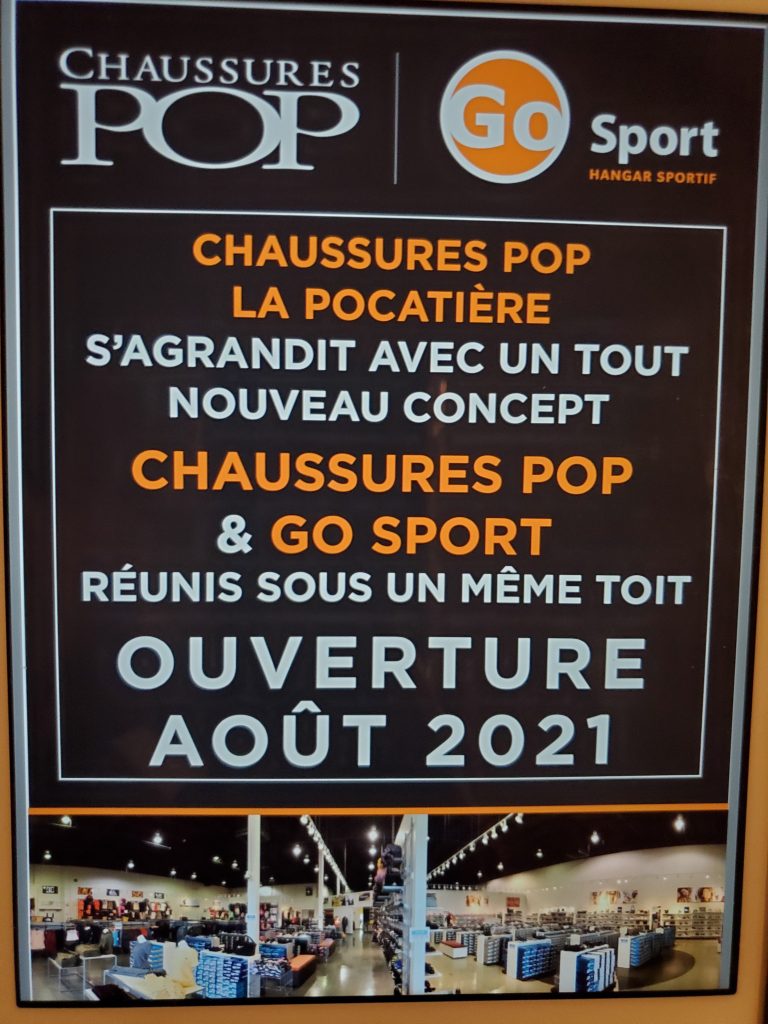 CHAUSSURES
POP
Go
Sport
HANGAR SPORTIF
CHAUSSURES POP
LA POCATIÈRE
S'AGRANDIT AVEC UN TOUT
NOUVEAU CONCEPT
CHAUSSURES POP
& GO SPORT
RÉUNIS SOUS UN MÊME TOIT
OUVERTURE
AOÛT 2021